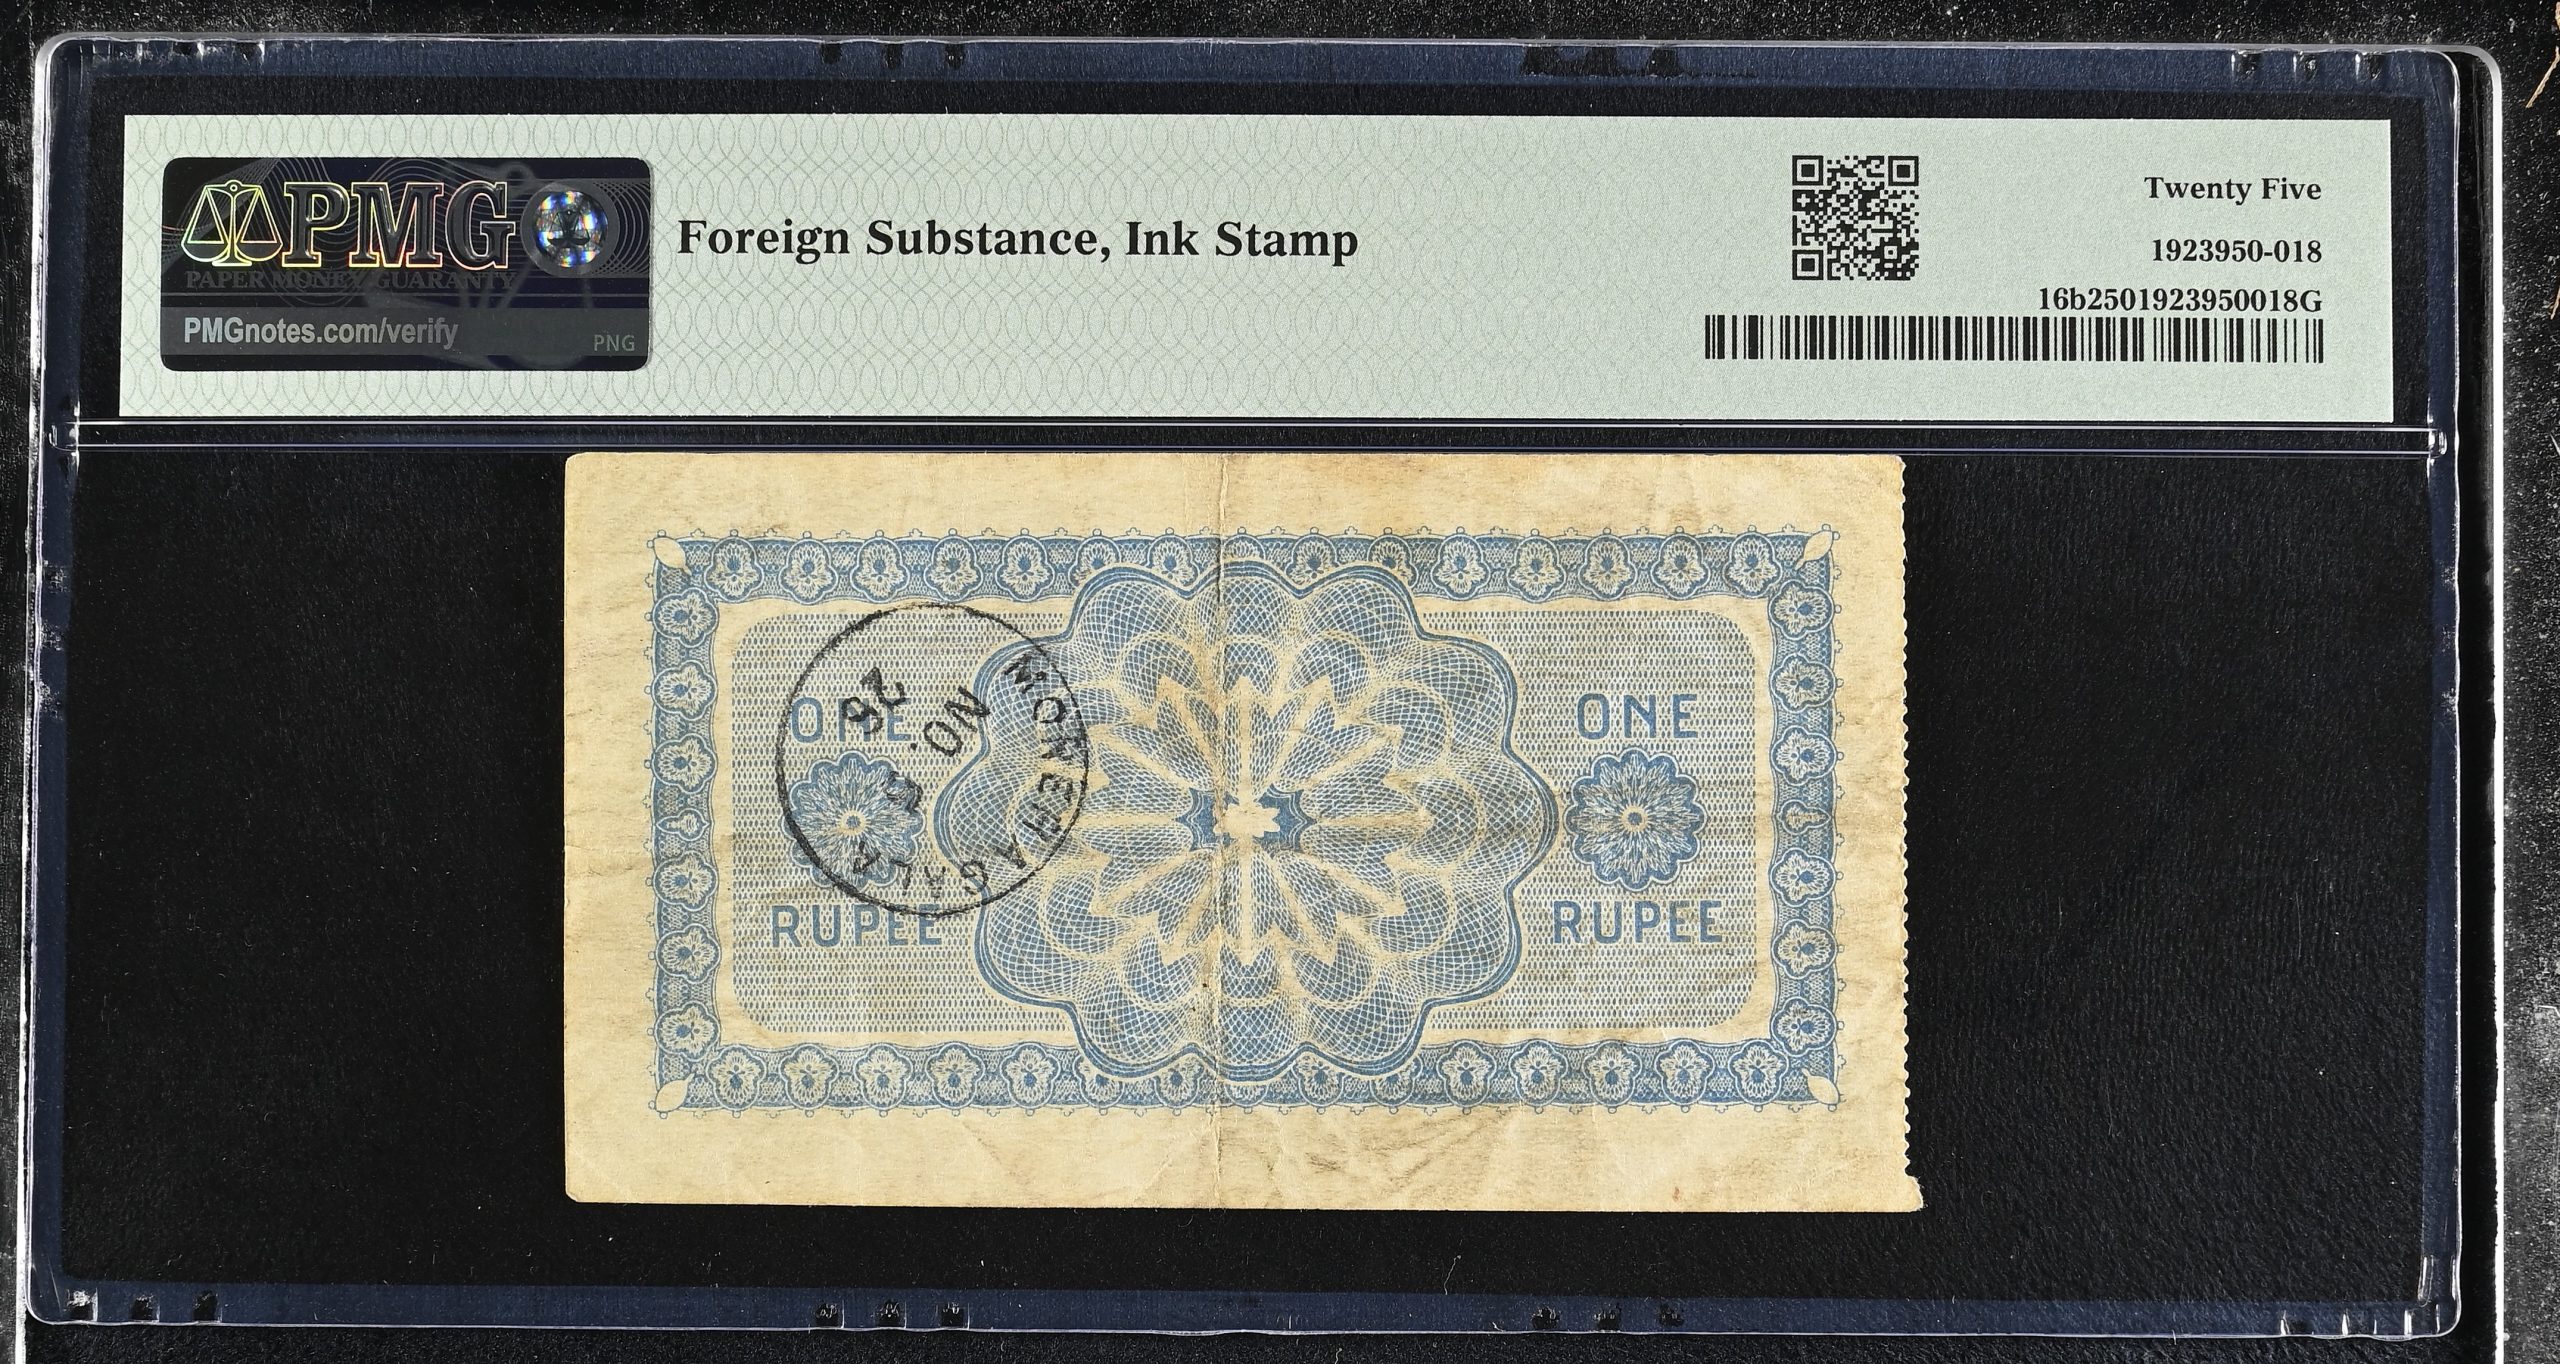 PMG
PAPER MONEY GUARANTY
PMGnotes.com/verify
PNG
Foreign Substance, Ink Stamp
Twenty Five
1923950-018
16b2501923950018G
ONE
RUPEE
ONE
RUPEE
NO. 5
28